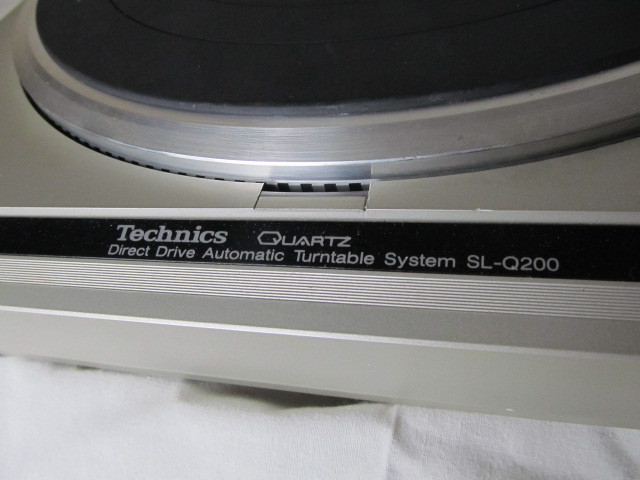 Technics QUARTZ
Direct Drive Automatic Turntable System SL-Q200